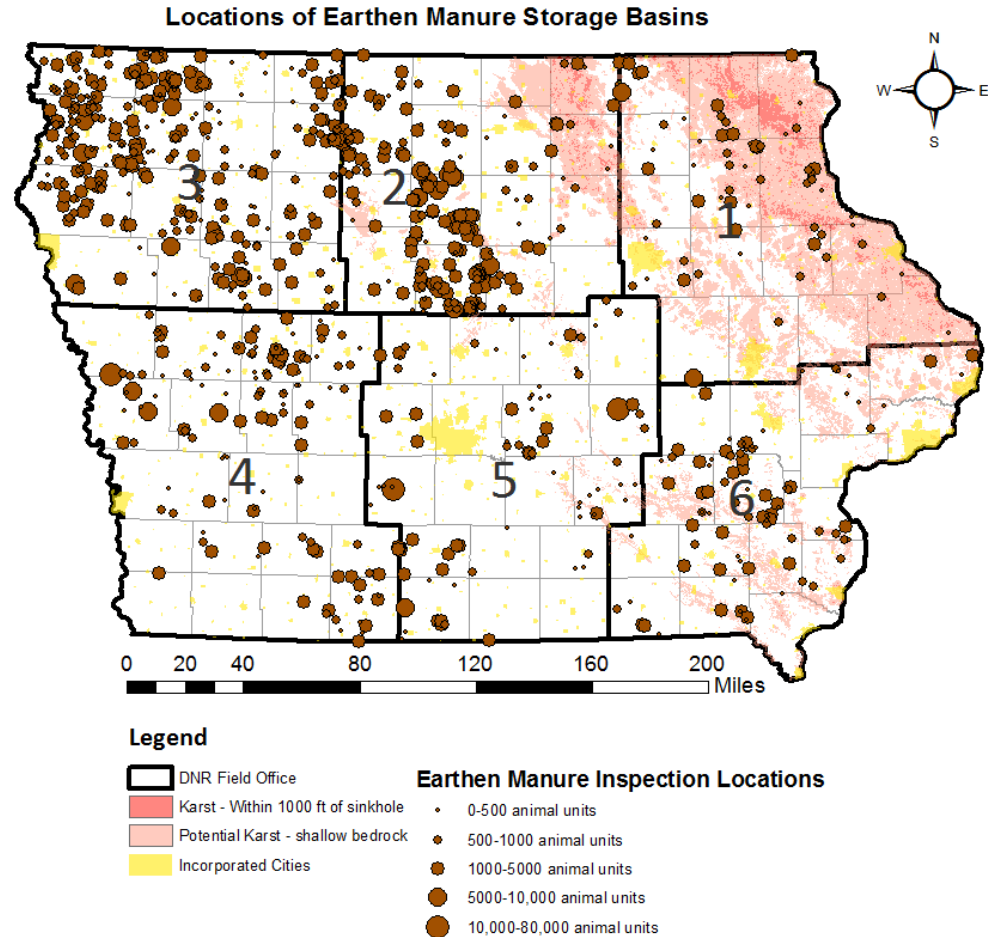 Locations of Earthen Manure Storage Basins
N
W E
S
3
2
1
4
5
6
0 20 40 80 120 160 200
Miles
Legend
DNR Field Office
Karst - Within 1000 ft of sinkhole
Potential Karst - shallow bedrock
Incorporated Cities
Earthen Manure Inspection Locations
0-500 animal units
500-1000 animal units
1000-5000 animal units
5000-10,000 animal units
10,000-80,000 animal units